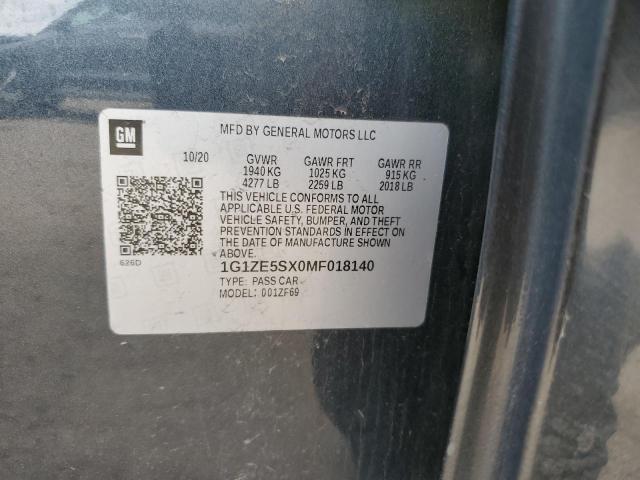 GM
MFD BY GENERAL MOTORS LLC
10/20 GVWR GAWR FRT GAWR RR
1940 KG 1025 KG 915 KG
4277 LB 2259 LB 2018 LB
THIS VEHICLE CONFORMS TO ALL
APPLICABLE U.S. FEDERAL MOTOR
VEHICLE SAFETY, BUMPER, AND THEFT
PREVENTION STANDARDS IN EFFECT ON
THE DATE OF MANUFACTURE SHOWN
ABOVE.
626D
1G1ZE5SX0MF018140
TYPE: PASS CAR
MODEL: 001ZF69